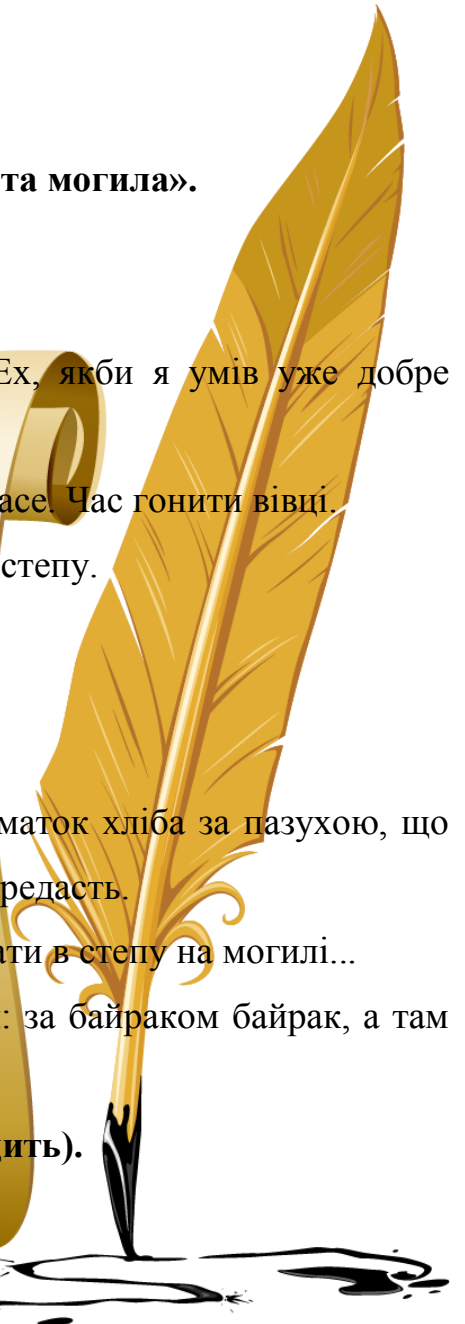 та могила».
Ех, якби я умів уже добре
асе. Час гонити вівці.
степу.
маток хліба за пазухою, що
редасть.
ати в степу на могилі...
: за байраком байрак, а там
дить).